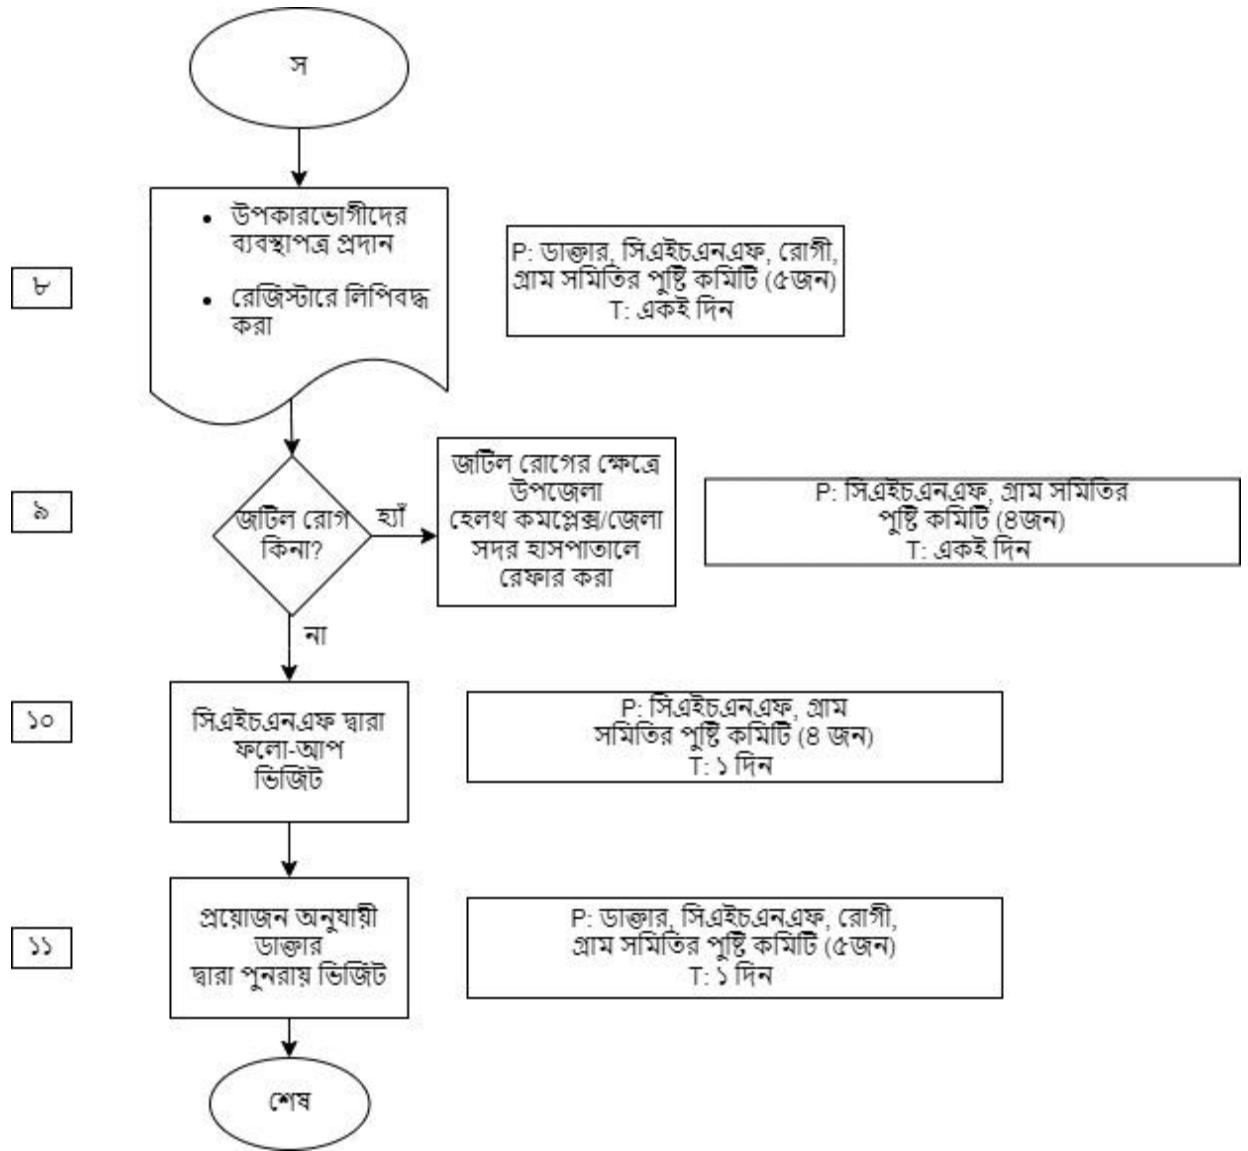 স
৮
উপকারভোগীদের
ব্যবস্থাপত্র প্রদান
রেজিস্টারে লিপিবদ্ধ
করা
P: ডাক্তার, সিএইচএনএফ, রোগী,
গ্রাম সমিতির পুষ্টি কমিটি (৫জন)
T: একই দিন
৯
জটিল রোগ
কিনা?
হ্যাঁ
জটিল রোগের ক্ষেত্রে
উপজেলা
হেলথ কমপ্লেক্স/জেলা
সদর হাসপাতালে
রেফার করা
P: সিএইচএনএফ, গ্রাম সমিতির
পুষ্টি কমিটি (৪জন)
T: একই দিন
না
১০
সিএইচএনএফ দ্বারা
ফলো-আপ
ভিজিট
P: সিএইচএনএফ, গ্রাম
সমিতির পুষ্টি কমিটি (৪ জন)
T: ১ দিন
১১
প্রয়োজন অনুযায়ী
ডাক্তার
দ্বারা পুনরায় ভিজিট
P: ডাক্তার, সিএইচএনএফ, রোগী,
গ্রাম সমিতির পুষ্টি কমিটি (৫জন)
T: ১ দিন
শেষ